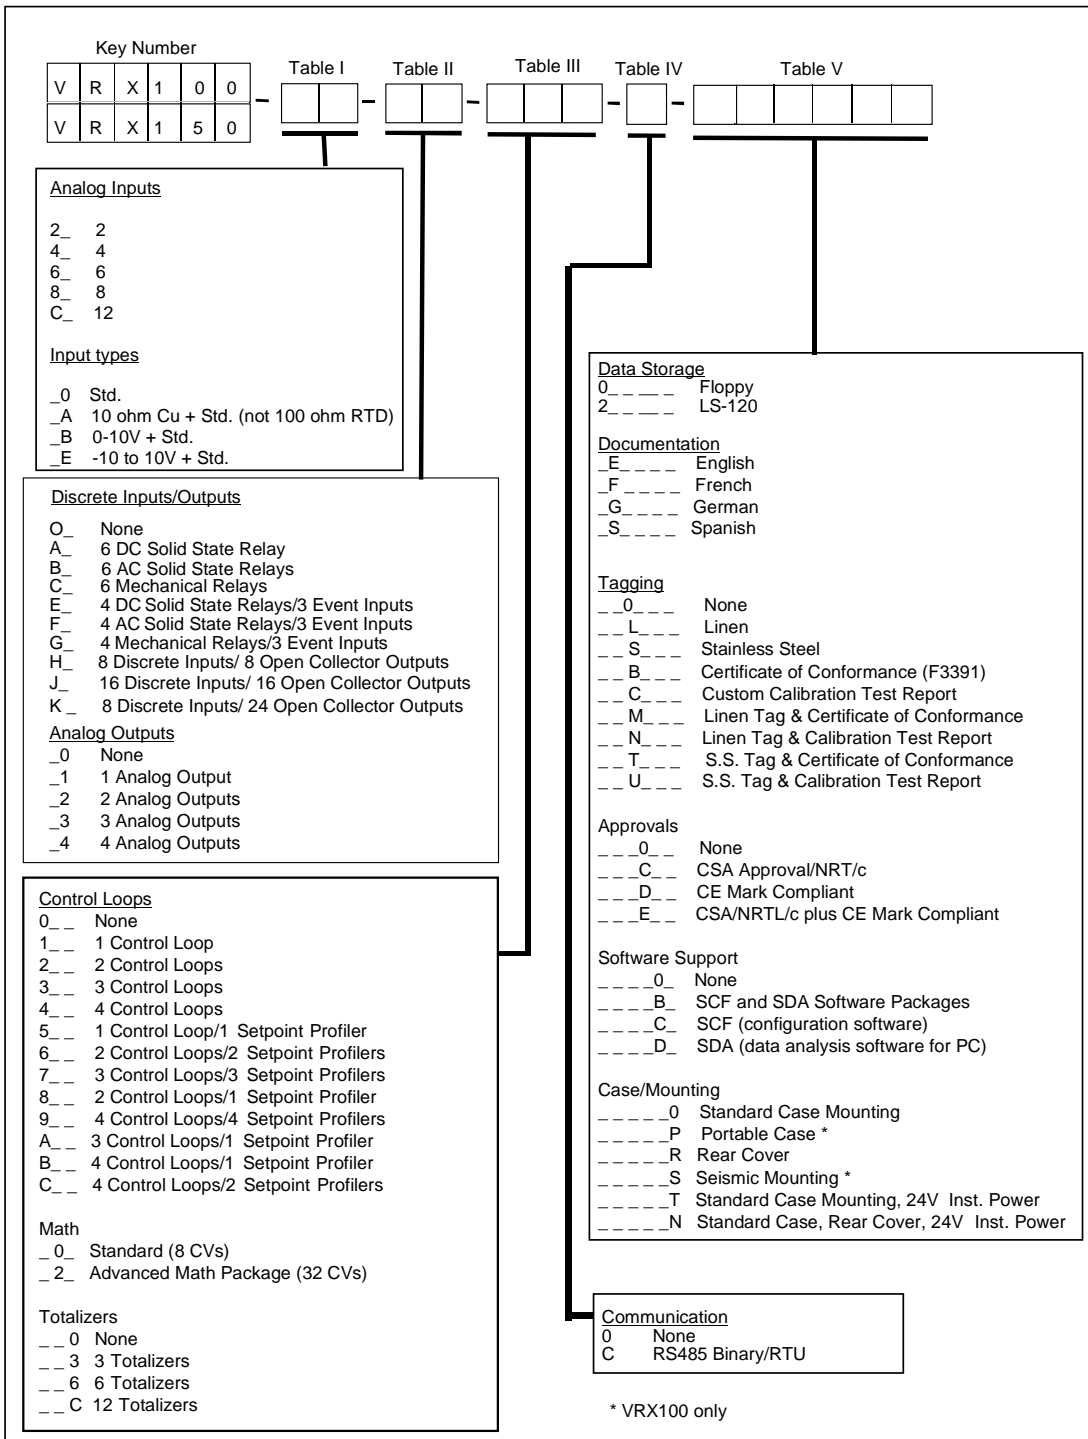 Key Number
Table I
Table II
Table III
Table IV
Table V
V R X 1 0 0
V R X 1 5 0
Analog Inputs
2_ 2
4_ 4
6_ 6
8_ 8
C_ 12
Input types
_0 Std.
_A 10 ohm Cu + Std. (not 100 ohm RTD)
_B 0-10V + Std.
_E -10 to 10V + Std.
Discrete Inputs/Outputs
O_ None
A_ 6 DC Solid State Relay
B_ 6 AC Solid State Relays
C_ 6 Mechanical Relays
E_ 4 DC Solid State Relays/3 Event Inputs
F_ 4 AC Solid State Relays/3 Event Inputs
G_ 4 Mechanical Relays/3 Event Inputs
H_ 8 Discrete Inputs/ 8 Open Collector Outputs
J_ 16 Discrete Inputs/ 16 Open Collector Outputs
K _ 8 Discrete Inputs/ 24 Open Collector Outputs
Analog Outputs
_0 None
_1 1 Analog Output
_2 2 Analog Outputs
_3 3 Analog Outputs
_4 4 Analog Outputs
Control Loops
0_ _ None
1_ _ 1 Control Loop
2_ _ 2 Control Loops
3_ _ 3 Control Loops
4_ _ 4 Control Loops
5_ _ 1 Control Loop/1 Setpoint Profiler
6_ _ 2 Control Loops/2 Setpoint Profilers
7_ _ 3 Control Loops/3 Setpoint Profilers
8_ _ 2 Control Loops/1 Setpoint Profiler
9_ _ 4 Control Loops/4 Setpoint Profilers
A_ _ 3 Control Loops/1 Setpoint Profiler
B_ _ 4 Control Loops/1 Setpoint Profiler
C_ _ 4 Control Loops/2 Setpoint Profilers
Math
_ 0_ Standard (8 CVs)
_ 2_ Advanced Math Package (32 CVs)
Totalizers
_ _ 0 None
_ _ 3 3 Totalizers
_ _ 6 6 Totalizers
_ _ C 12 Totalizers
Data Storage
0_ _ _ _ _ Floppy
2_ _ _ _ _ LS-120
Documentation
_E_ _ _ _ English
_F _ _ _ _ French
_G_ _ _ _ German
_S_ _ _ _ Spanish
Tagging
_ _0_ _ _ None
_ _ L_ _ _ Linen
_ _ S_ _ _ Stainless Steel
_ _ B_ _ _ Certificate of Conformance (F3391)
_ _ C_ _ _ Custom Calibration Test Report
_ _ M_ _ _ Linen Tag & Certificate of Conformance
_ _ N_ _ _ Linen Tag & Calibration Test Report
_ _ T_ _ _ S.S. Tag & Certificate of Conformance
_ _ U_ _ _ S.S. Tag & Calibration Test Report
Approvals
_ _ _0_ _ None
_ _ _C_ _ CSA Approval/NRT/c
_ _ _D_ _ CE Mark Compliant
_ _ _E_ _ CSA/NRTL/c plus CE Mark Compliant
Software Support
_ _ _ _0_ None
_ _ _ _B_ SCF and SDA Software Packages
_ _ _ _C_ SCF (configuration software)
_ _ _ _D_ SDA (data analysis software for PC)
Case/Mounting
_ _ _ _ _0 Standard Case Mounting
_ _ _ _ _P Portable Case *
_ _ _ _ _R Rear Cover
_ _ _ _ _S Seismic Mounting *
_ _ _ _ _T Standard Case Mounting, 24V Inst. Power
_ _ _ _ _N Standard Case, Rear Cover, 24V Inst. Power
Communication
0 None
C RS485 Binary/RTU
* VRX100 only